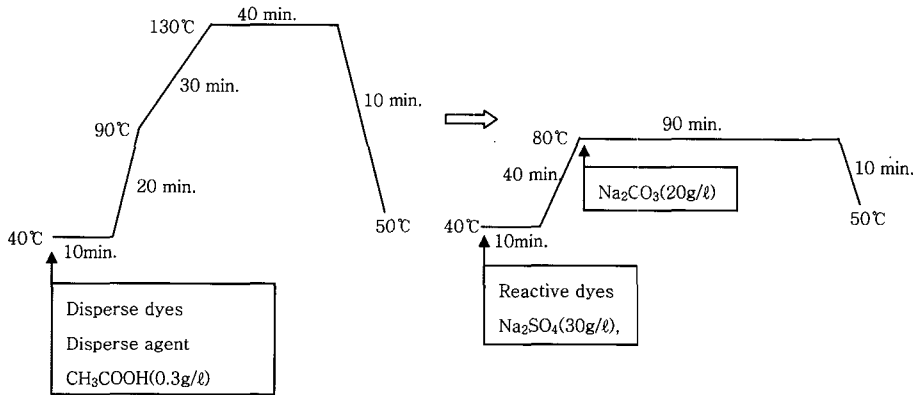 130℃
40 min.
30 min.
10 min.
90℃
20 min.
40℃
10min.
50℃
Disperse dyes
Disperse agent
CH₃COOH(0.3g/ℓ)
80℃
90 min.
40 min.
10 min.
Na₂CO₃(20g/ℓ)
50℃
40℃
10min.
Reactive dyes
Na₂SO₄(30g/ℓ),